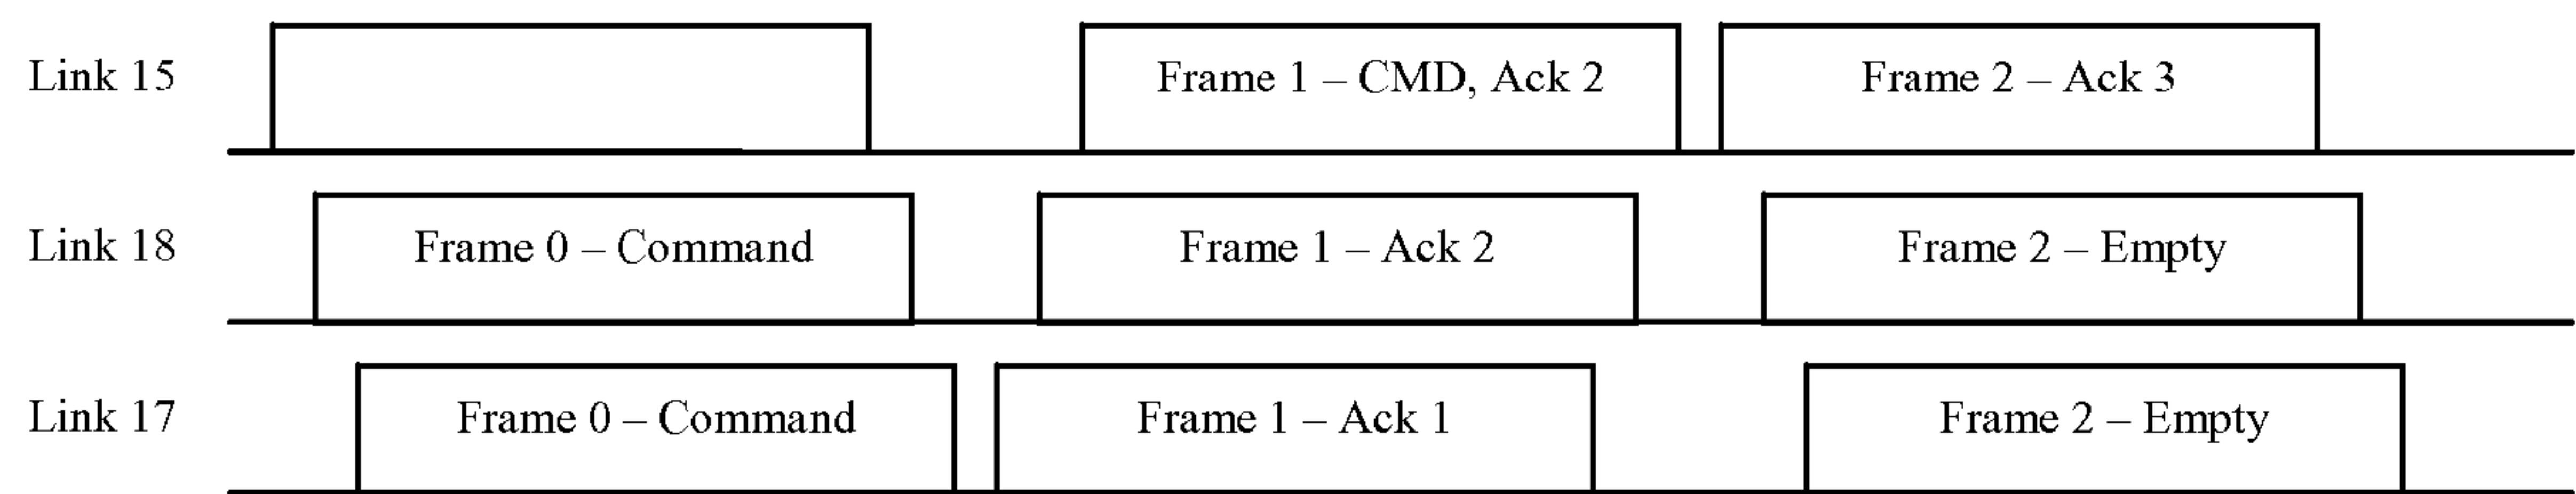 Link 15
Frame 1 – CMD, Ack 2
Frame 2 – Ack 3
Link 18
Frame 0 – Command
Frame 1 – Ack 2
Frame 2 – Empty
Link 17
Frame 0 – Command
Frame 1 – Ack 1
Frame 2 – Empty